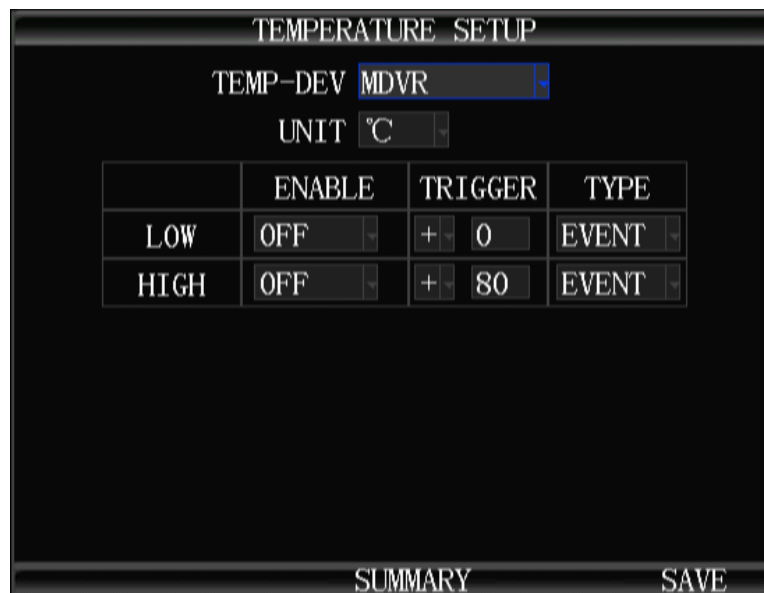 TEMPERATURE SETUP
TEMP-DEV MDVR
UNIT ℃
ENABLE TRIGGER TYPE
LOW OFF + 0 EVENT
HIGH OFF + 80 EVENT
SUMMARY SAVE